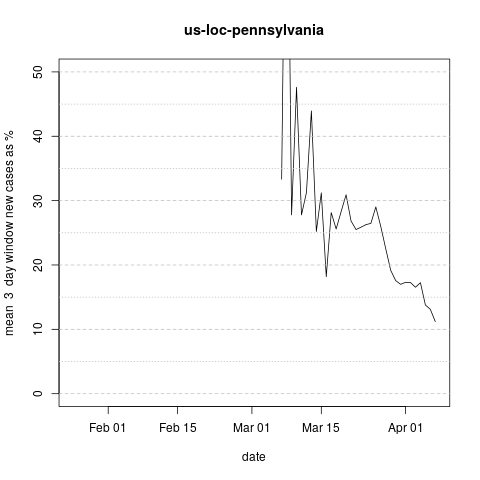 us-loc-pennsylvania
mean  3  day window new cases as %
50
40
30
20
10
0
Feb 01
Feb 15
Mar 01
Mar 15
Apr 01
date